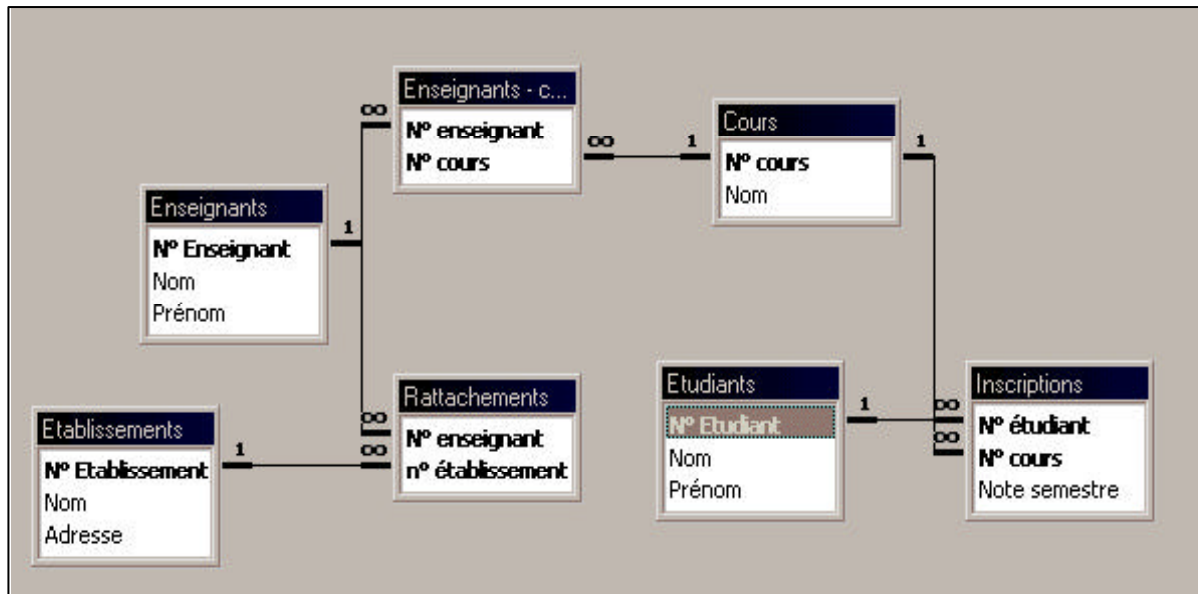 Enseignants - c...
Nº enseignant
Nº cours
Cours
Nº cours
Nom
Enseignants
Nº Enseignant
Nom
Prénom
Etablissements
Nº Etablissement
Nom
Adresse
Rattachements
Nº enseignant
nº établissement
Etudiants
Nº Etudiant
Nom
Prénom
Inscriptions
Nº étudiant
Nº cours
Note semestre
1
∞
∞
∞
1
1
1
∞
1
∞
∞